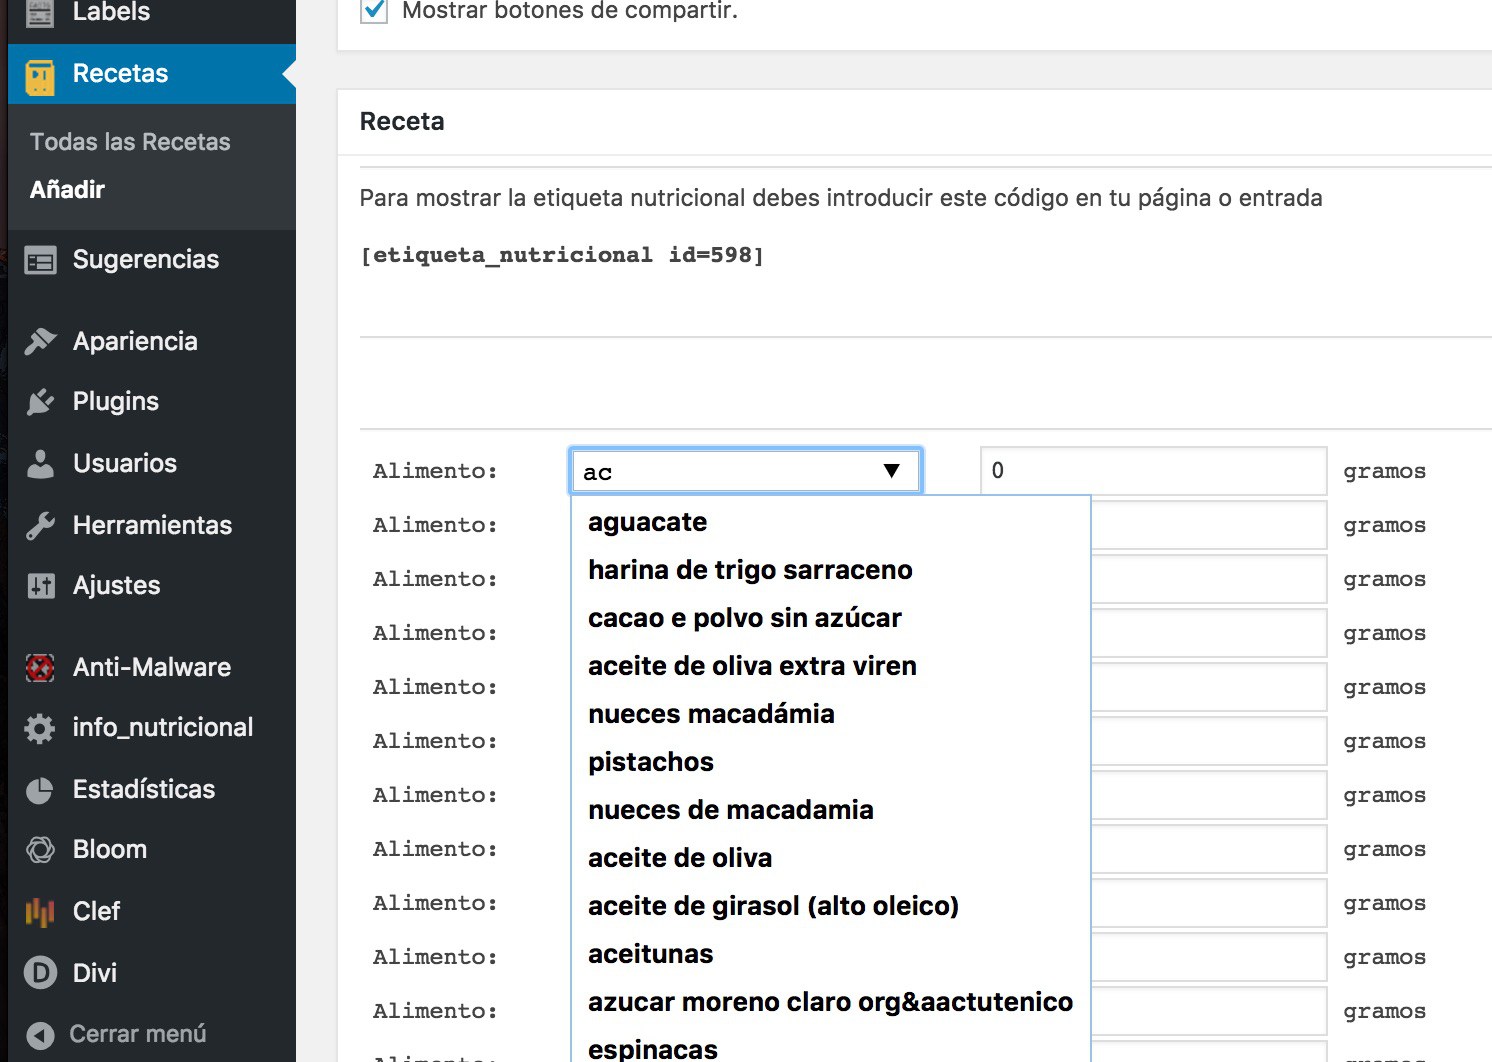 Labels
Recetas
Todas las Recetas
Añadir
Sugerencias
Apariencia
Plugins
Usuarios
Herramientas
Ajustes
Anti-Malware
info_nutricional
Estadísticas
Bloom
Clef
Divi
Cerrar menú
Mostrar botones de compartir.
Receta
Para mostrar la etiqueta nutricional debes introducir este código en tu página o entrada
[etiqueta_nutricional id=598]
Alimento: ac ▼ 0 gramos
Alimento: gramos
Alimento: gramos
Alimento: gramos
Alimento: gramos
Alimento: gramos
Alimento: gramos
Alimento: gramos
Alimento: gramos
Alimento: gramos
Alimento: gramos
Alimento: gramos
aguacate
harina de trigo sarraceno
cacao e polvo sin azúcar
aceite de oliva extra viren
nueces macadámia
pistachos
nueces de macadamia
aceite de oliva
aceite de girasol (alto oleico)
aceitunas
azucar moreno claro org&aactutenico
espinacas